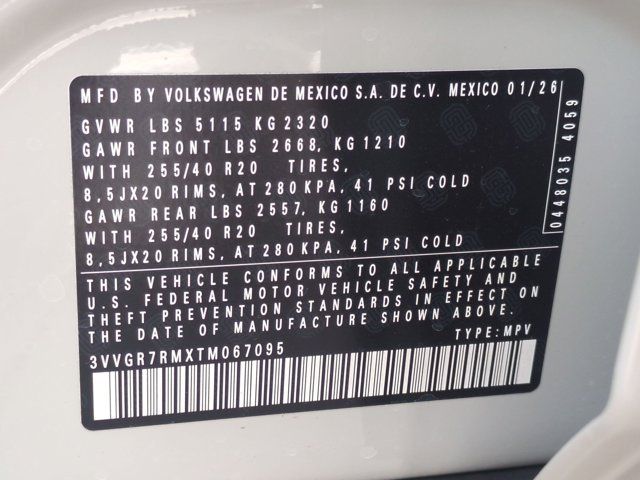 MFD BY VOLKSWAGEN DE MEXICO S.A. DE C.V. MEXICO 01/26
GVWR LBS 5115 KG 2320
GAWR FRONT LBS 2668, KG 1210
WITH 255/40 R20 TIRES,
8,5JX20 RIMS, AT 280 KPA, 41 PSI COLD
GAWR REAR LBS 2557, KG 1160
WITH 255/40 R20 TIRES,
8,5JX20 RIMS, AT 280 KPA, 41 PSI COLD
0448035 4059
THIS VEHICLE CONFORMS TO ALL APPLICABLE
U.S. FEDERAL MOTOR VEHICLE SAFETY AND
THEFT PREVENTION STANDARDS IN EFFECT ON
THE DATE OF MANUFACTURE SHOWN ABOVE.
TYPE: MPV
3VVGR7RMXTM067095